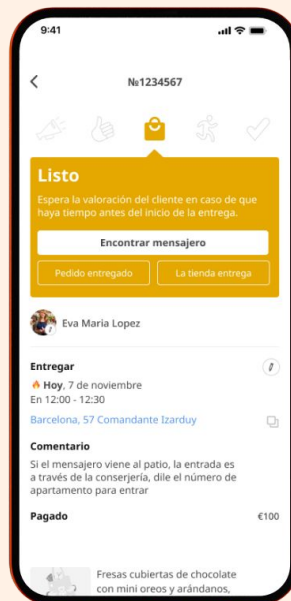 9:41
№1234567
Listo
Espera la valoración del cliente en caso de que
haya tiempo antes del inicio de la entrega.
Encontrar mensajero
Pedido entregado
La tienda entrega
Eva Maria Lopez
Entregar
Hoy, 7 de noviembre
En 12:00 - 12:30
Barcelona, 57 Comandante Izarduy
Comentario
Si el mensajero viene al patio, la entrada es
a través de la conserjería, dile el número de
apartamento para entrar
Pagado €100
Fresas cubiertas de chocolate
con mini oreos y arándanos,